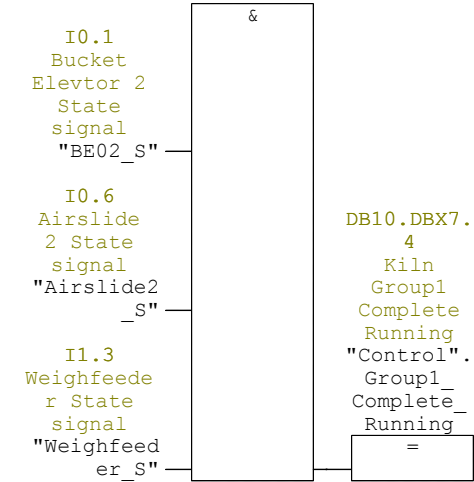 &
I0.1
Bucket
Elevtor 2
State
signal
"BE02_S"
I0.6
Airslide
2 State
signal
"Airslide2
_S"
I1.3
Weighfeede
r State
signal
"Weighfeed
er_S"
DB10.DBX7.
4
Kiln
Group1
Complete
Running
"Control".
Group1_
Complete_
Running
=